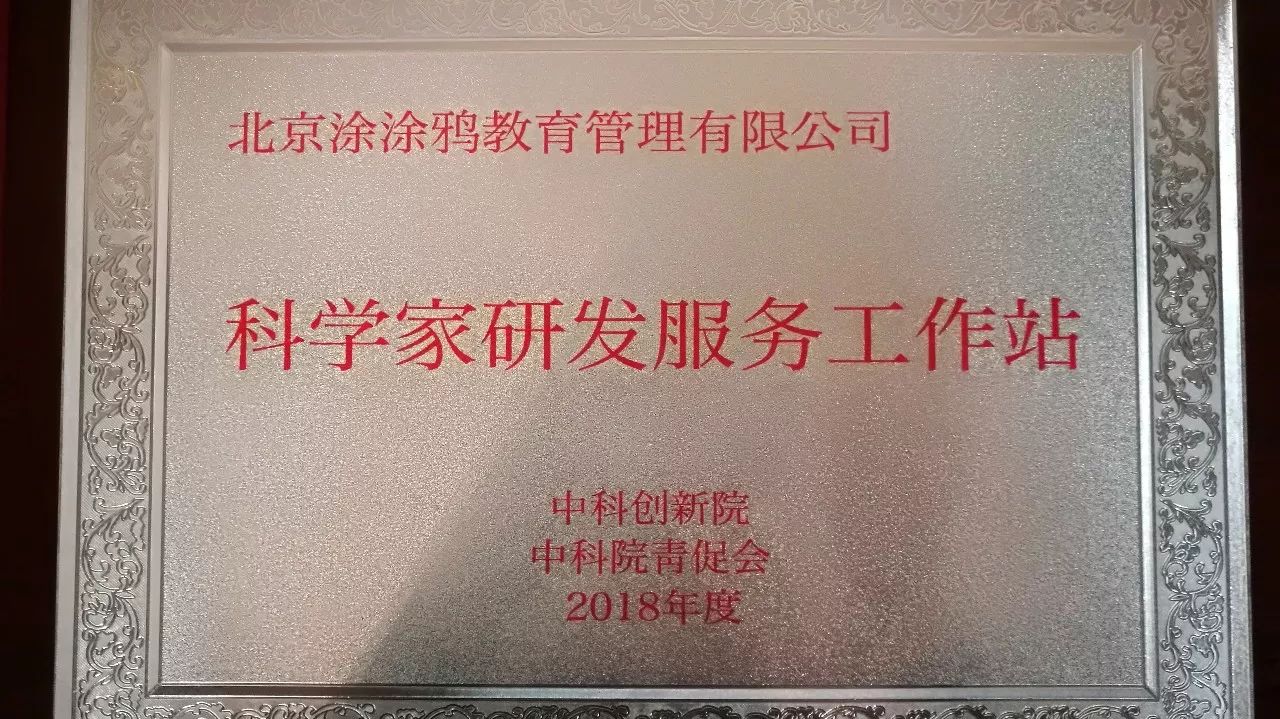 北京涂涂鸦教育管理有限公司
科学家研发服务工作站
中科创新院
中科院青促会
2018年度